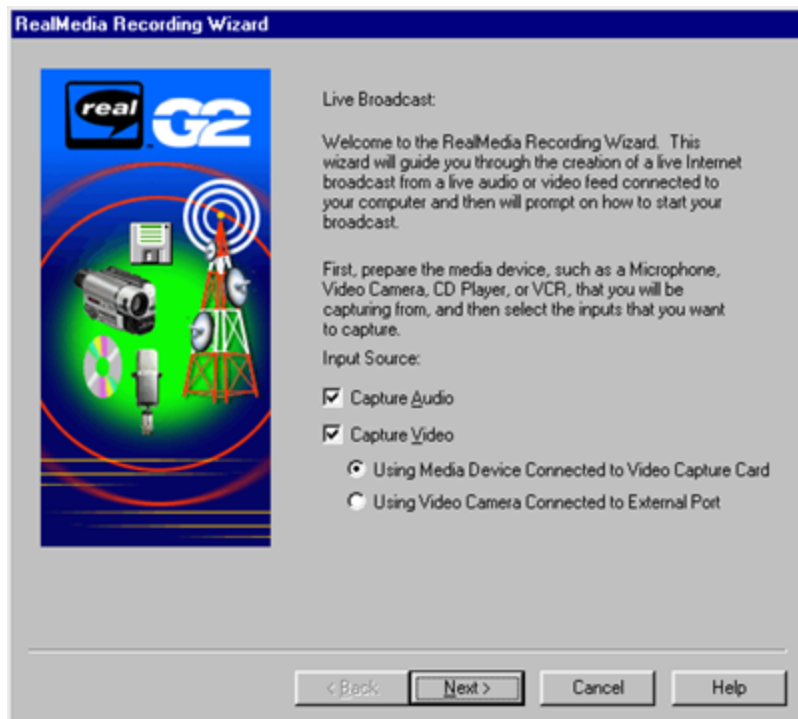 RealMedia Recording Wizard
real
G2
Live Broadcast:
Welcome to the RealMedia Recording Wizard. This
wizard will guide you through the creation of a live Internet
broadcast from a live audio or video feed connected to
your computer and then will prompt on how to start your
broadcast.
First, prepare the media device, such as a Microphone,
Video Camera, CD Player, or VCR, that you will be
capturing from, and then select the inputs that you want
to capture.
Input Source:
Capture Audio
Capture Video
Using Media Device Connected to Video Capture Card
Using Video Camera Connected to External Port
< Back Next > Cancel Help